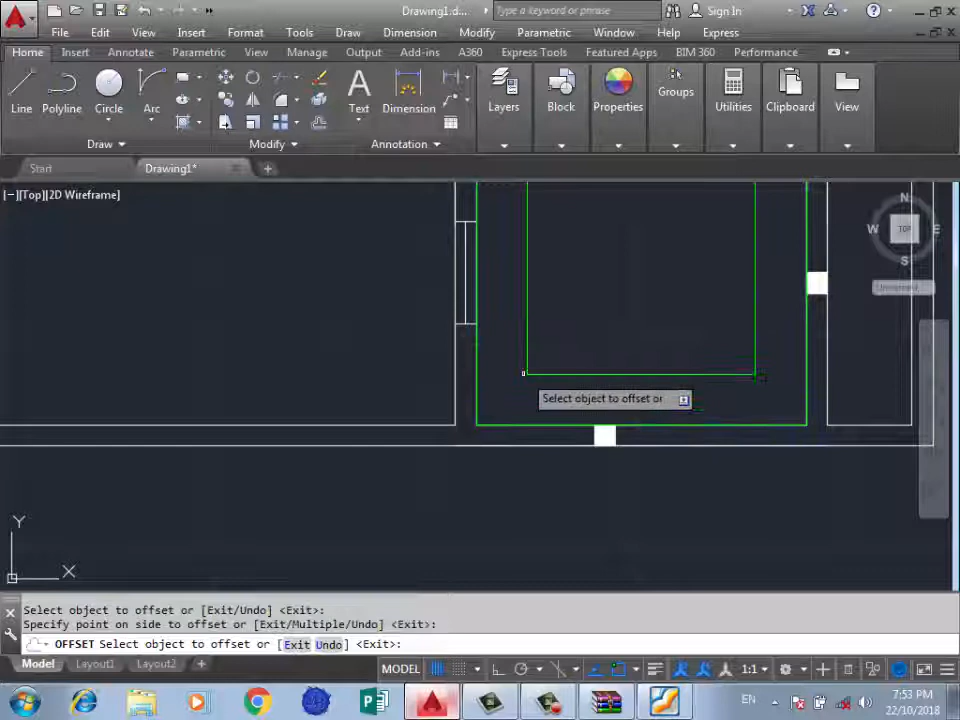 Drawing1.d...
Type a keyword or phrase
Sign In
File Edit View Insert Format Tools Draw Dimension Modify Parametric Window Help Express
Home Insert Annotate Parametric View Manage Output Add-ins A360 Express Tools Featured Apps BIM 360 Performance
Line Polyline Circle Arc
Text Dimension
Layers Block Properties Groups Utilities Clipboard View
Draw Modify Annotation
Start Drawing1*
[−][Top][2D Wireframe]
N
W TOP E
S
Select object to offset or
Y
X
Select object to offset or [Exit/Undo] <Exit>:
Specify point on side to offset or [Exit/Multiple/Undo] <Exit>:
OFFSET Select object to offset or [Exit Undo] <Exit>:
Model Layout1 Layout2 +
MODEL 1:1
EN
7:53 PM
22/10/2018